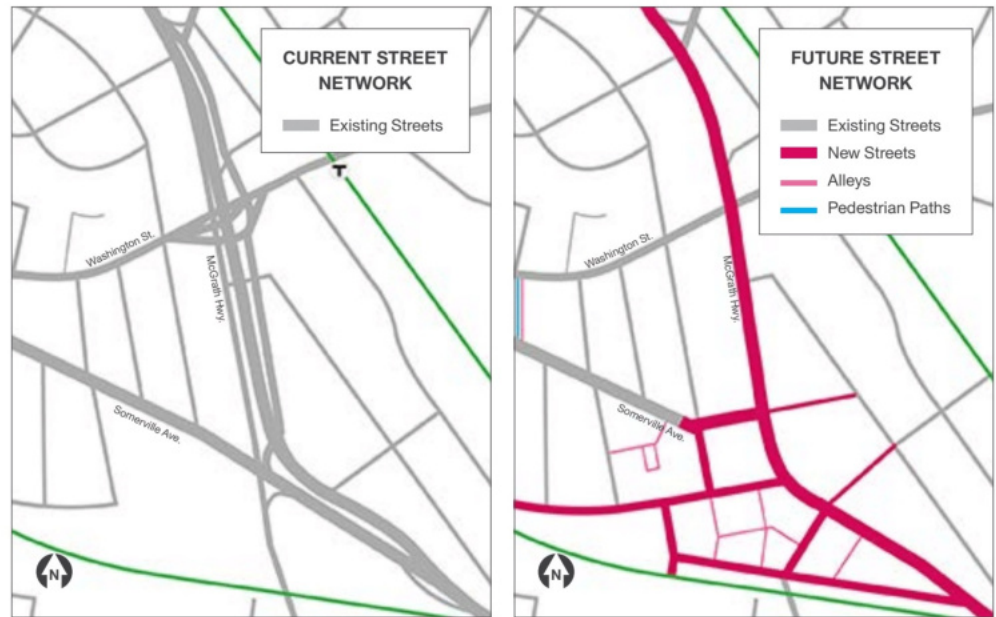 CURRENT STREET
NETWORK
Existing Streets
T
Washington St.
McGrath Hwy.
Somerville Ave.
N
FUTURE STREET
NETWORK
Existing Streets
New Streets
Alleys
Pedestrian Paths
Washington St.
McGrath Hwy.
Somerville Ave.
N